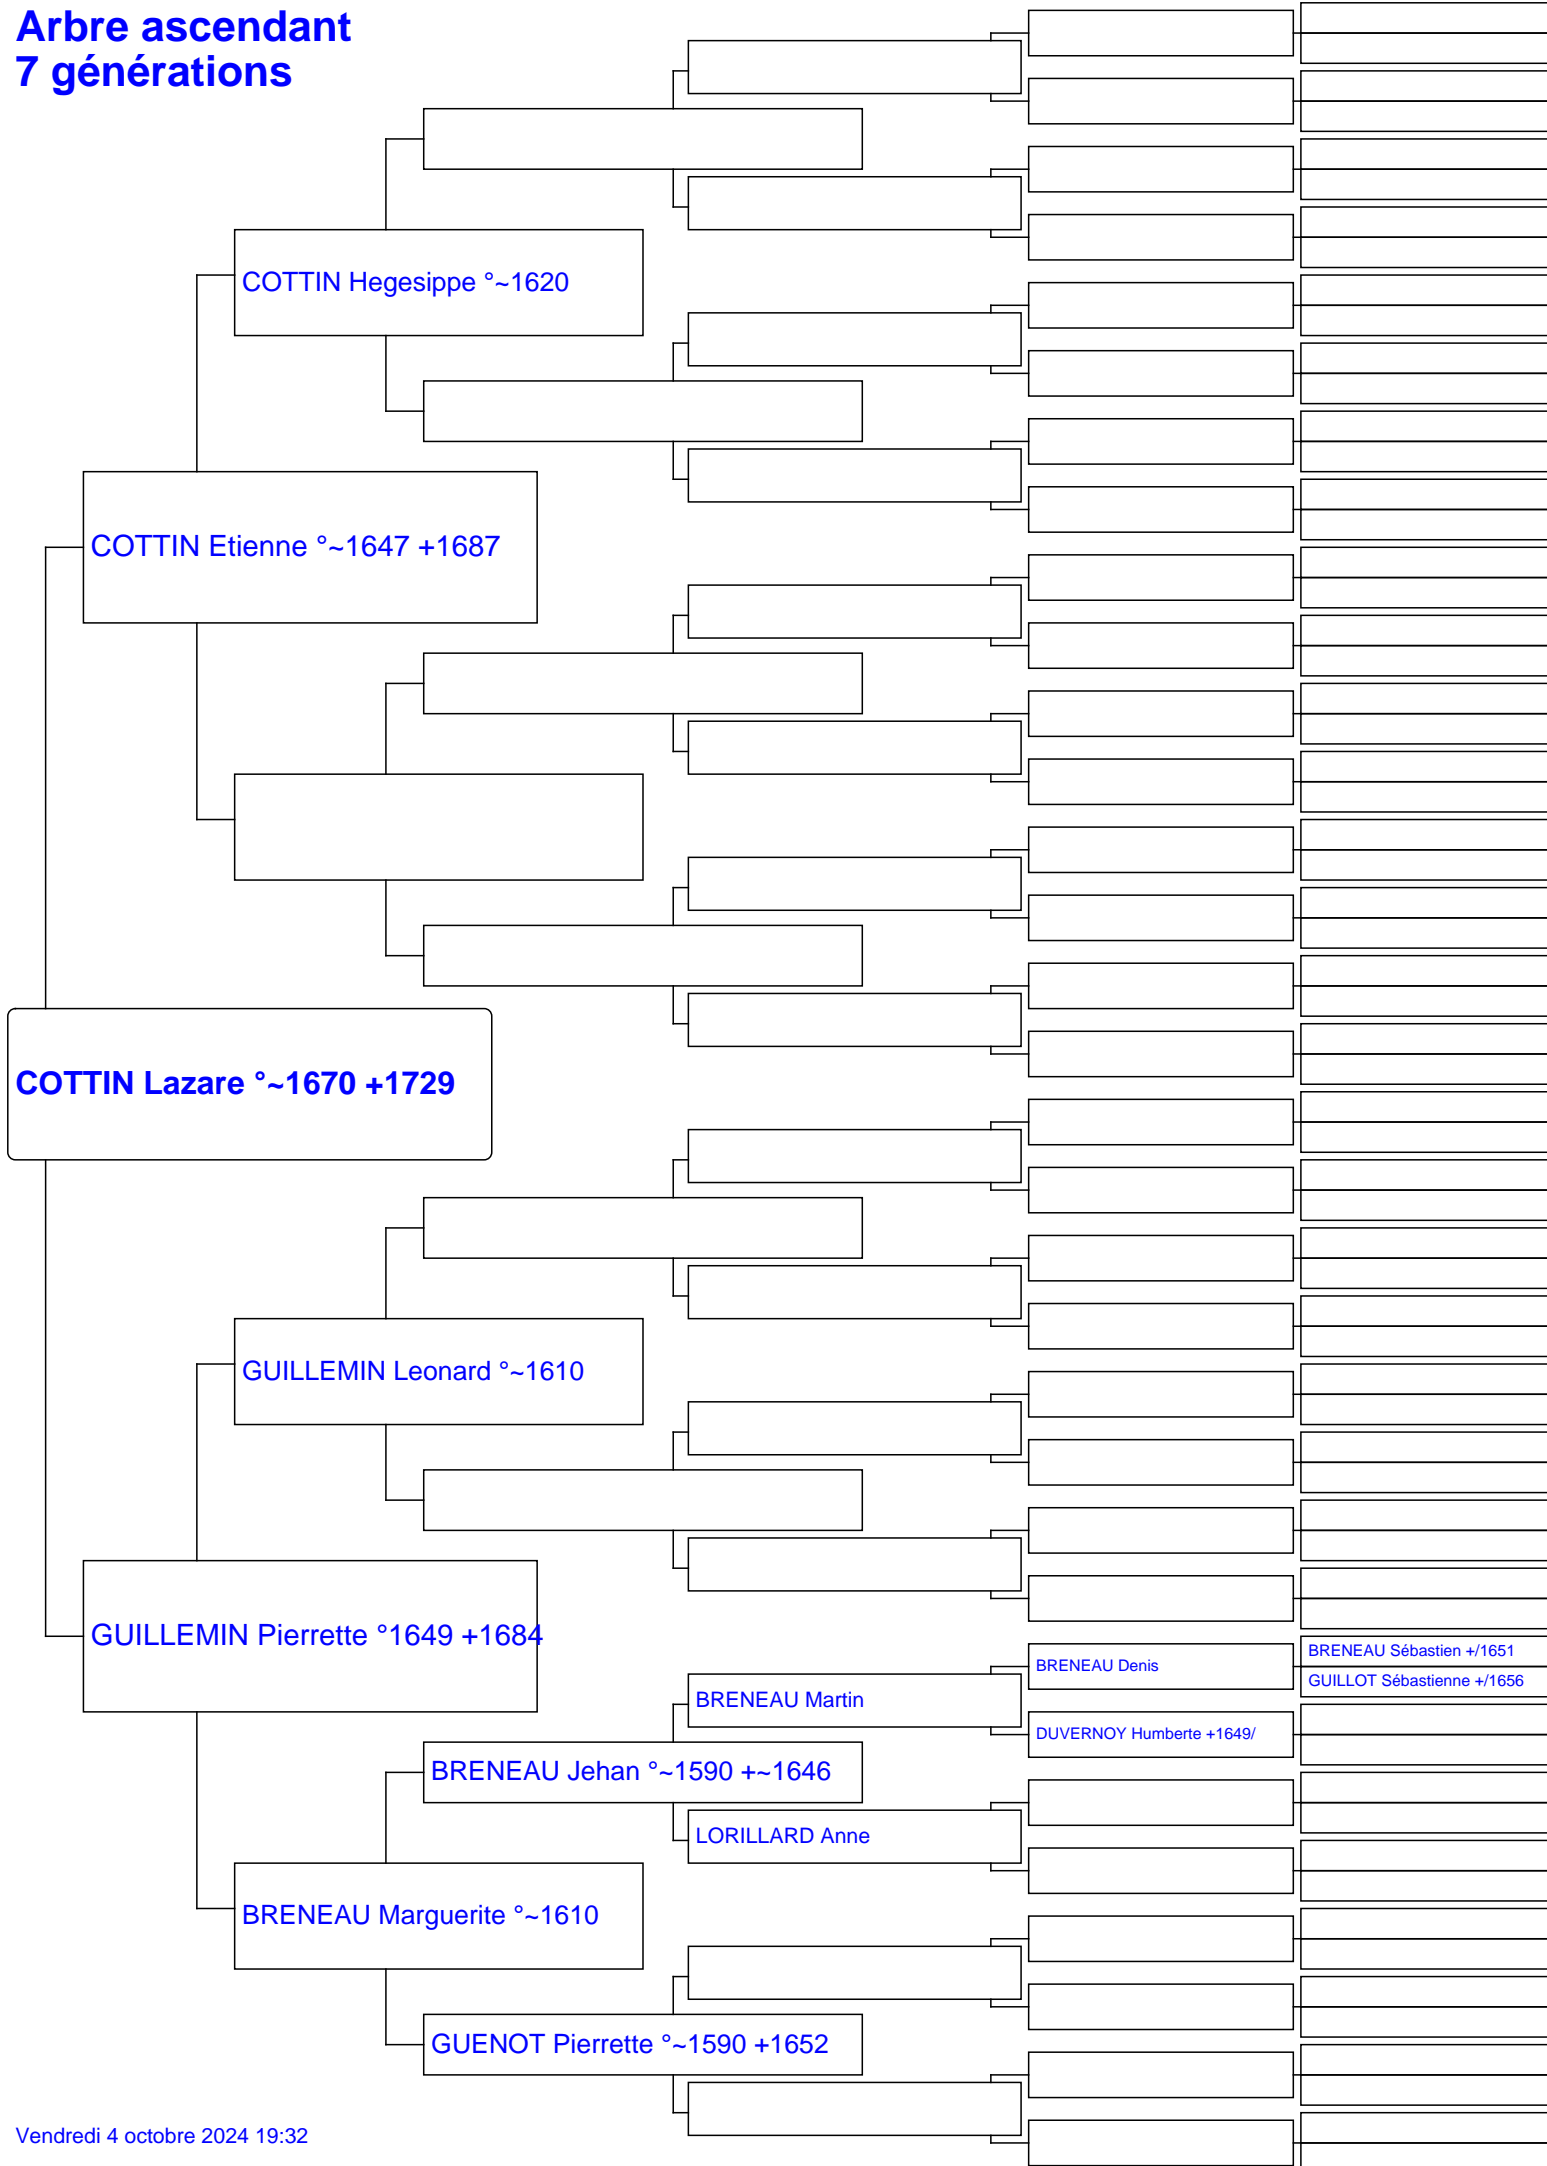 Arbre ascendant
7 générations
COTTIN Hegesippe °~1620
COTTIN Etienne °~1647 +1687
COTTIN Lazare °~1670 +1729
GUILLEMIN Leonard °~1610
GUILLEMIN Pierrette °1649 +1684
BRENEAU Sébastien +/1651
BRENEAU Denis
GUILLOT Sébastienne +/1656
BRENEAU Martin
DUVERNOY Humberte +1649/
BRENEAU Jehan °~1590 +~1646
LORILLARD Anne
BRENEAU Marguerite °~1610
GUENOT Pierrette °~1590 +1652
Vendredi 4 octobre 2024 19:32